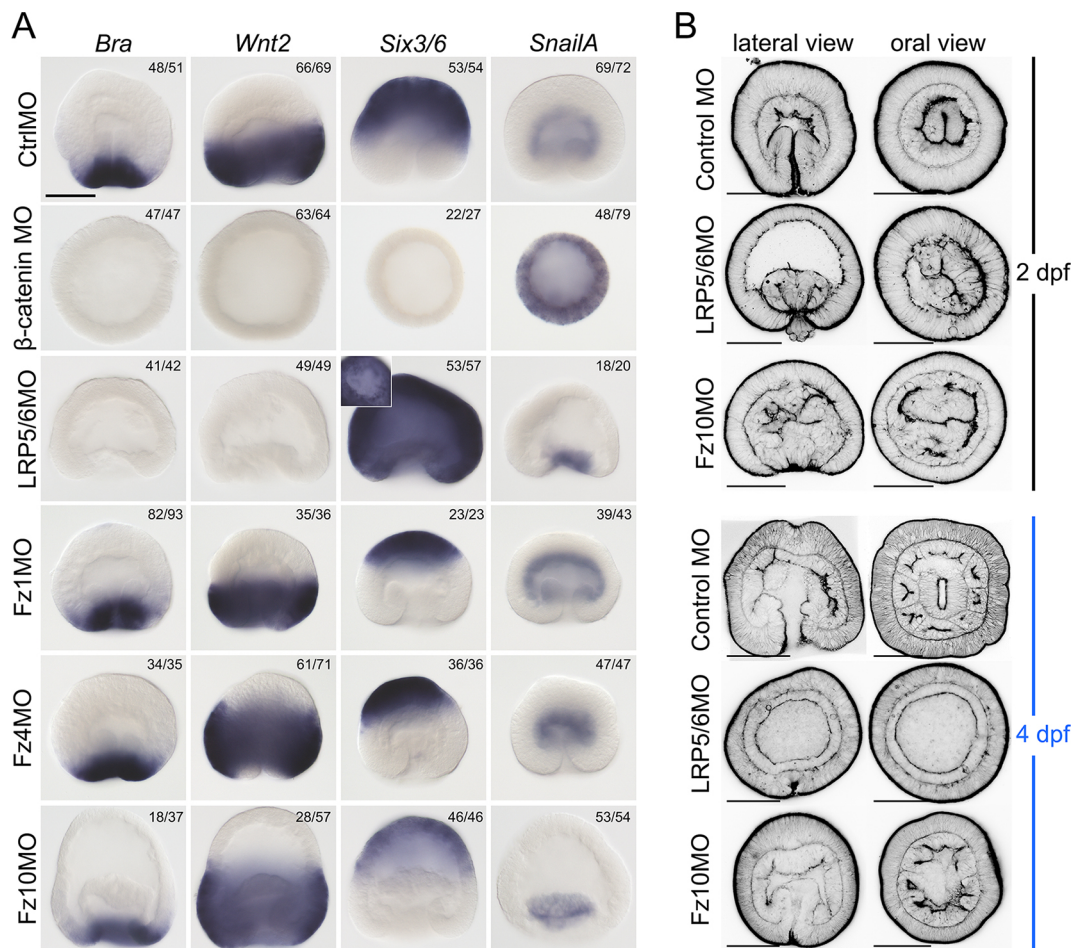 A
B
Bra Wnt2 Six3/6 SnailA
lateral view oral view
CtrlMO 48/51 66/69 53/54 69/72
β-catenin MO 47/47 63/64 22/27 48/79
LRP5/6MO 41/42 49/49 53/57 18/20
Fz1MO 82/93 35/36 23/23 39/43
Fz4MO 34/35 61/71 36/36 47/47
Fz10MO 18/37 28/57 46/46 53/54
Control MO
LRP5/6MO
Fz10MO
2 dpf
Control MO
LRP5/6MO
Fz10MO
4 dpf